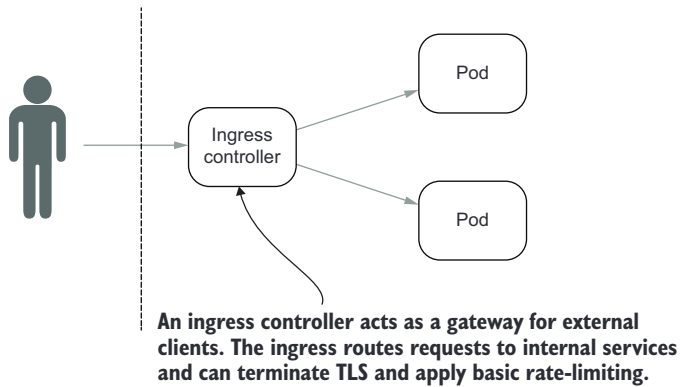 Pod
Ingress
controller
Pod
An ingress controller acts as a gateway for external
clients. The ingress routes requests to internal services
and can terminate TLS and apply basic rate-limiting.